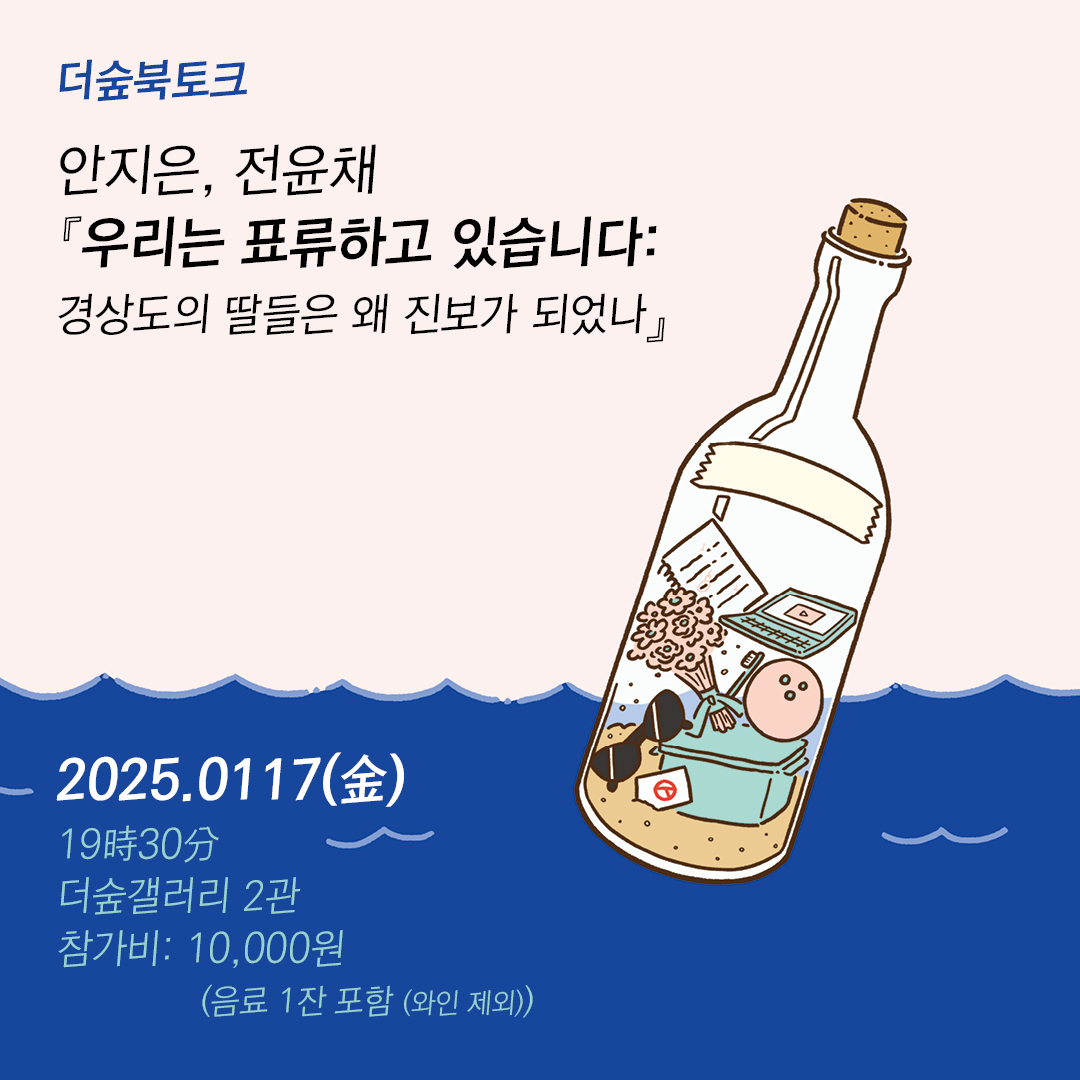 더숲북토크
안지은, 전윤채
『우리는 표류하고 있습니다:
경상도의 딸들은 왜 진보가 되었나』
2025.0117(金)
19時30分
더숲갤러리 2관
참가비: 10,000원
(음료 1잔 포함 (와인 제외))